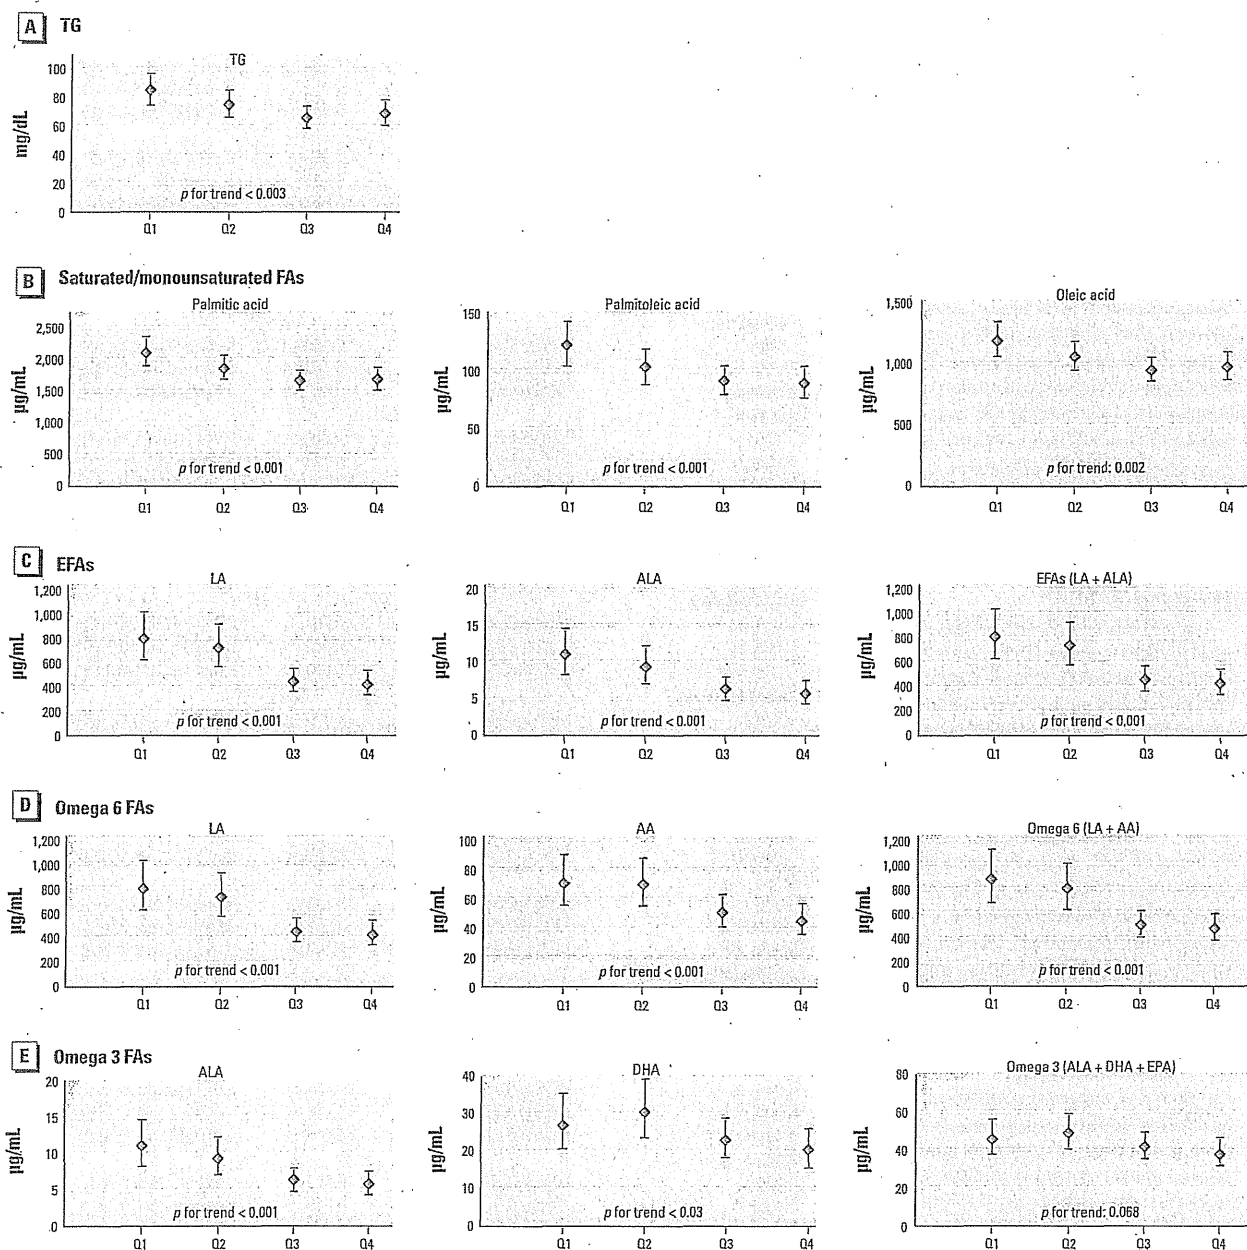 A TG
TG
mg/dL
100
80
60
40
20
0
p for trend < 0.003
Q1 Q2 Q3 Q4
B Saturated/monounsaturated FAs
Palmitic acid
µg/mL
2,500
2,000
1,500
1,000
500
0
p for trend < 0.001
Q1 Q2 Q3 Q4
Palmitoleic acid
µg/mL
150
100
50
0
p for trend < 0.001
Q1 Q2 Q3 Q4
Oleic acid
µg/mL
1,500
1,000
500
0
p for trend: 0.002
Q1 Q2 Q3 Q4
C EFAs
LA
µg/mL
1,200
1,000
800
600
400
200
0
p for trend < 0.001
Q1 Q2 Q3 Q4
ALA
µg/mL
20
15
10
5
0
p for trend < 0.001
Q1 Q2 Q3 Q4
EFAs (LA + ALA)
µg/mL
1,200
1,000
800
600
400
200
0
p for trend < 0.001
Q1 Q2 Q3 Q4
D Omega 6 FAs
LA
µg/mL
1,200
1,000
800
600
400
200
0
p for trend < 0.001
Q1 Q2 Q3 Q4
AA
µg/mL
100
80
60
40
20
0
p for trend < 0.001
Q1 Q2 Q3 Q4
Omega 6 (LA + AA)
µg/mL
1,200
1,000
800
600
400
200
0
p for trend < 0.001
Q1 Q2 Q3 Q4
E Omega 3 FAs
ALA
µg/mL
20
15
10
5
0
p for trend < 0.001
Q1 Q2 Q3 Q4
DHA
µg/mL
40
30
20
10
0
p for trend < 0.03
Q1 Q2 Q3 Q4
Omega 3 (ALA + DHA + EPA)
µg/mL
80
60
40
20
0
p for trend: 0.068
Q1 Q2 Q3 Q4